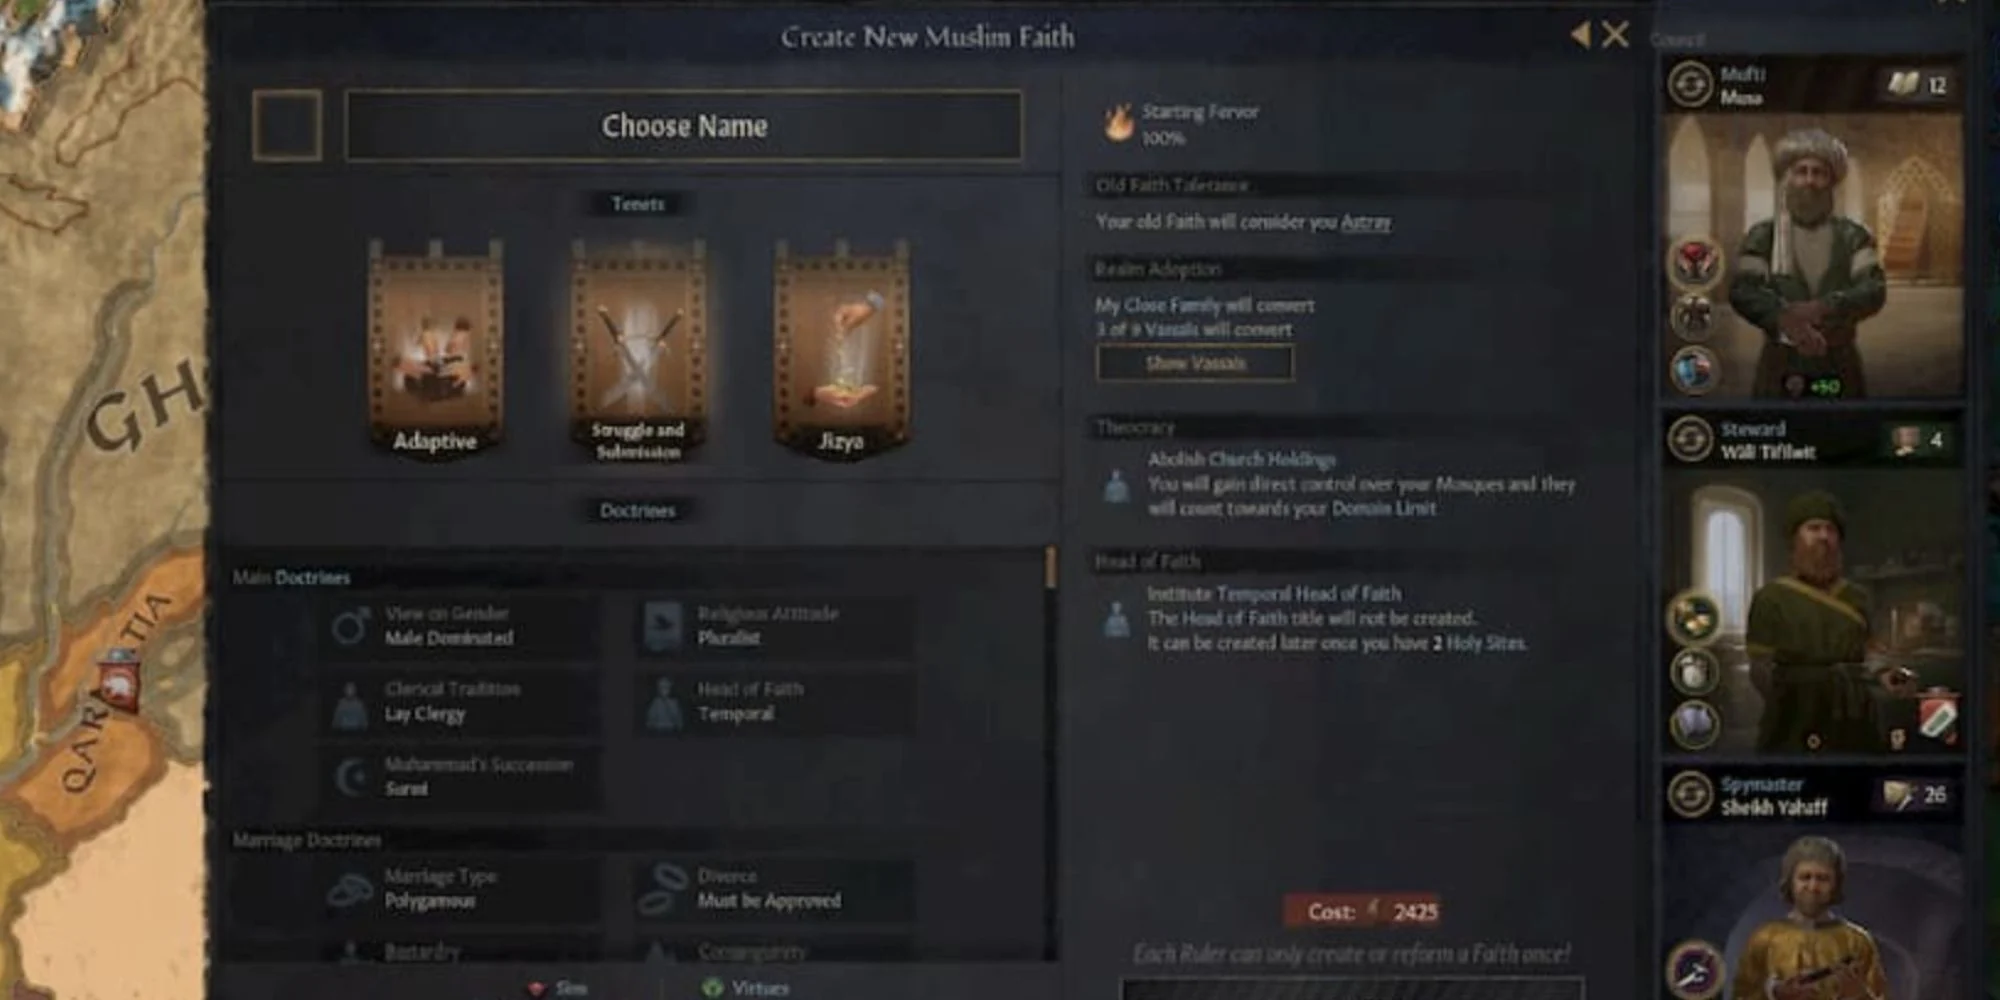 Create New Muslim Faith
Choose Name
Tenets
Adaptive
Struggle and
Submission
Jizya
Doctrines
Main Doctrines
View on Gender
Male Dominated
Religious Attitude
Pluralist
Clerical Tradition
Lay Clergy
Head of Faith
Temporal
Muhammad's Succession
Sunni
Marriage Doctrines
Marriage Type
Polygamous
Divorce
Must be Approved
Bastardry
Consanguinity
Sins
Virtues
Starting Fervor
100%
Old Faith Tolerance
Your old Faith will consider you Astray
Realm Adoption
My Close Family will convert
3 of 9 Vassals will convert
Show Vassals
Theocracy
Abolish Church Holdings
You will gain direct control over your Mosques and they
will count towards your Domain Limit
Head of Faith
Institute Temporal Head of Faith
The Head of Faith title will not be created.
It can be created later once you have 2 Holy Sites.
Cost: 2425
Each Ruler can only create or reform a Faith once!
Council
Mufti
Musa
12
+50
Steward
Wali
4
Spymaster
Sheikh
26
GH
QAR
TIA